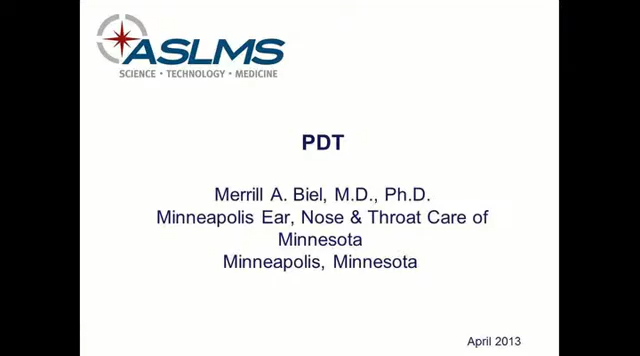 ASLMS
SCIENCE • TECHNOLOGY • MEDICINE
PDT
Merrill A. Biel, M.D., Ph.D.
Minneapolis Ear, Nose & Throat Care of
Minnesota
Minneapolis, Minnesota
April 2013